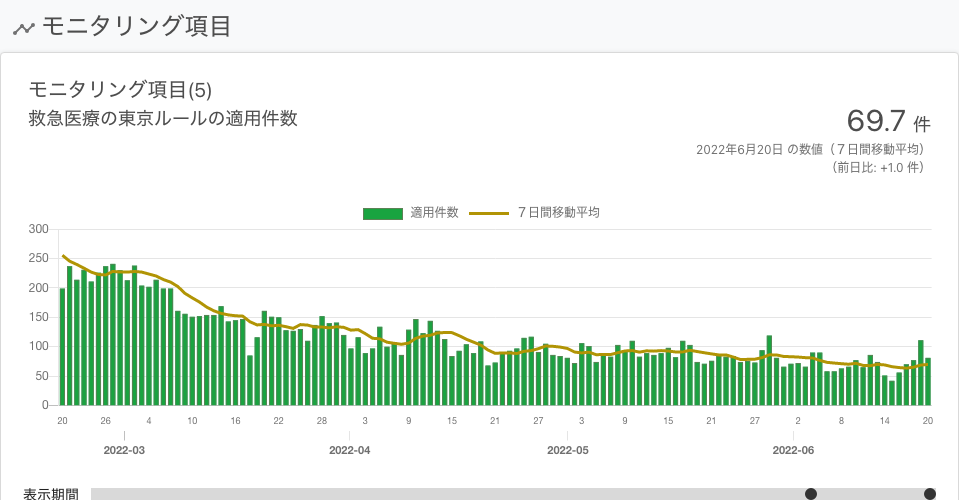 モニタリング項目
モニタリング項目(5)
救急医療の東京ルールの適用件数
69.7 件
2022年6月20日 の数値（７日間移動平均）
（前日比: +1.0 件）
適用件数 ７日間移動平均
300
250
200
150
100
50
0
20 26 4 10 16 22 28 3 9 15 21 27 3 9 15 21 27 2 8 14 20
2022-03 2022-04 2022-05 2022-06
表示期間